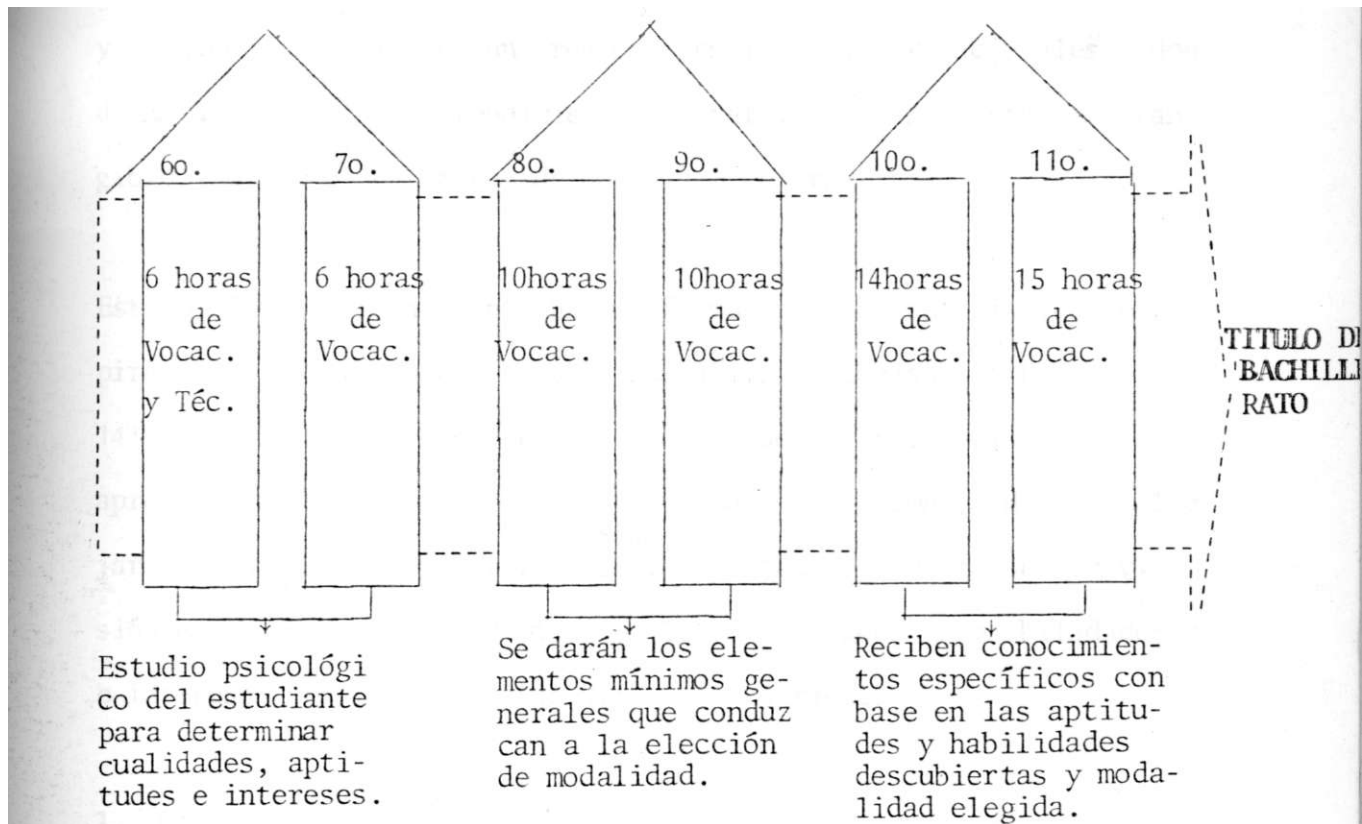 6o. 7o. 8o. 9o. 10o. 11o.
6 horas
de
Vocac.
y Téc.
6 horas
de
Vocac.
10horas
de
Vocac.
10horas
de
Vocac.
14horas
de
Vocac.
15 horas
de
Vocac.
TITULO DE
BACHILLE
RATO
Estudio psicológi
co del estudiante
para determinar
cualidades, apti-
tudes e intereses.
Se darán los ele-
mentos mínimos ge-
nerales que conduz
can a la elección
de modalidad.
Reciben conocimien-
tos específicos con
base en las aptitu-
des y habilidades
descubiertas y moda-
lidad elegida.